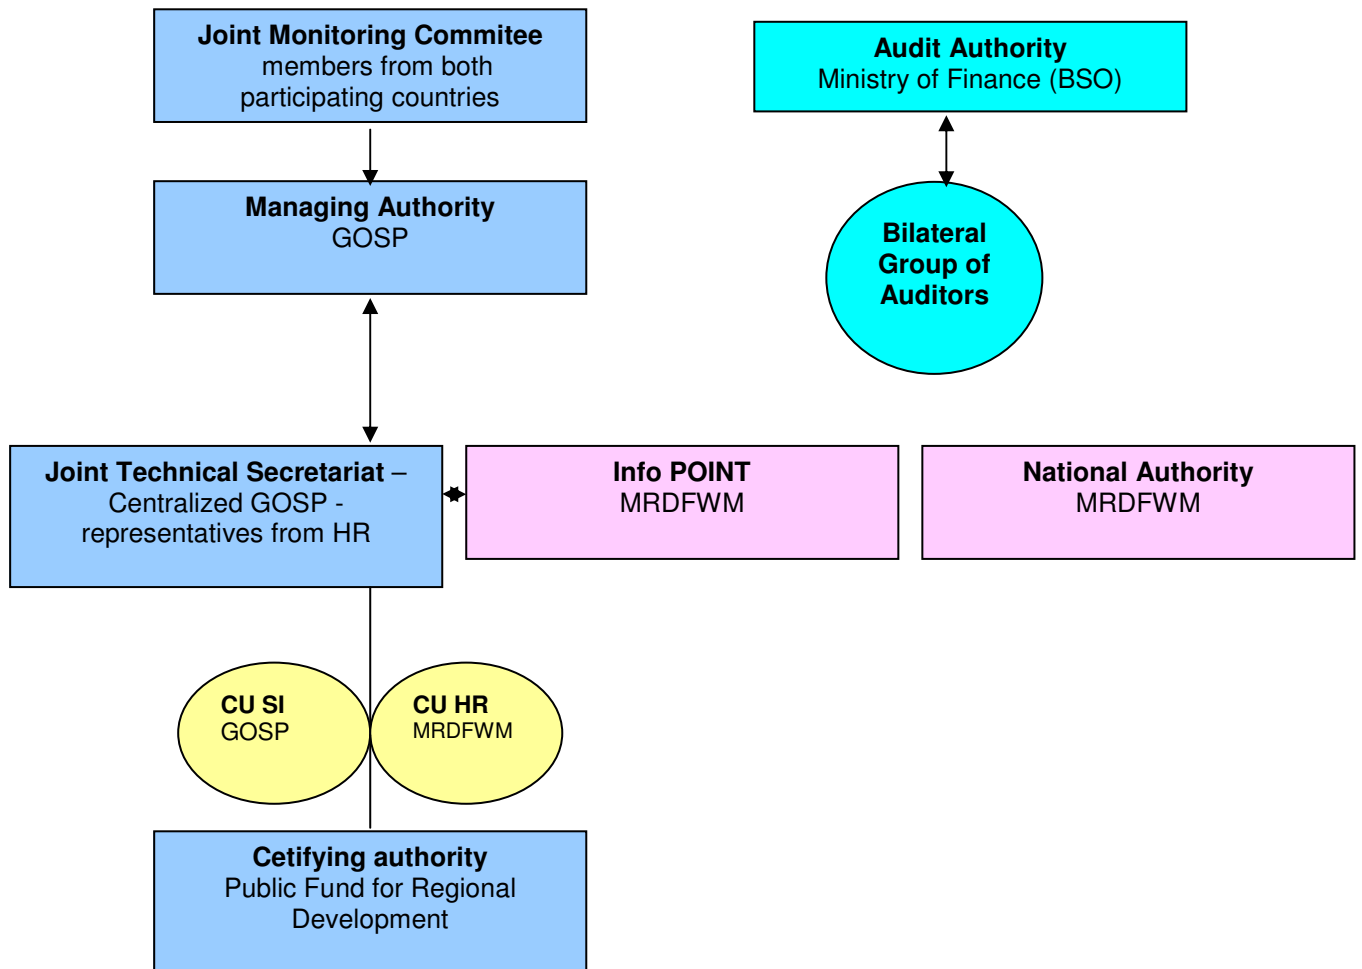 Joint Monitoring Commitee
members from both
participating countries
Audit Authority
Ministry of Finance (BSO)
Managing Authority
GOSP
Bilateral
Group of
Auditors
Joint Technical Secretariat –
Centralized GOSP -
representatives from HR
Info POINT
MRDFWM
National Authority
MRDFWM
CU SI
GOSP
CU HR
MRDFWM
Cetifying authority
Public Fund for Regional
Development